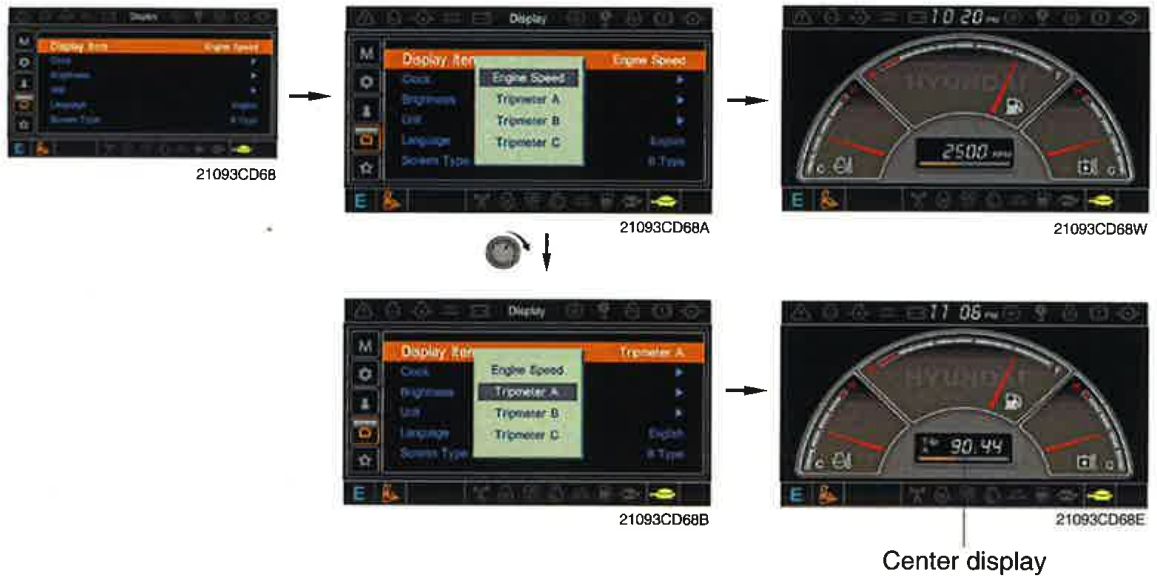 Display
M
Display Item Engine Speed
Clock
Brightness
Unit
Language English
Screen Type B Type
E
21093CD68
Display
M
Display Item Engine Speed
Clock
Engine Speed
Brightness
Tripmeter A
Unit
Tripmeter B
Language English
Tripmeter C
Screen Type B Type
E
21093CD68A
10 20 PM
HYUNDAI
2500 RPM
C
C
E
21093CD68W
Display
M
Display Item Tripmeter A
Clock
Engine Speed
Brightness
Tripmeter A
Unit
Tripmeter B
Language English
Tripmeter C
Screen Type B Type
E
21093CD68B
11 06 PM
HYUNDAI
Trip A 90.44
C
C
E
21093CD68E
Center display